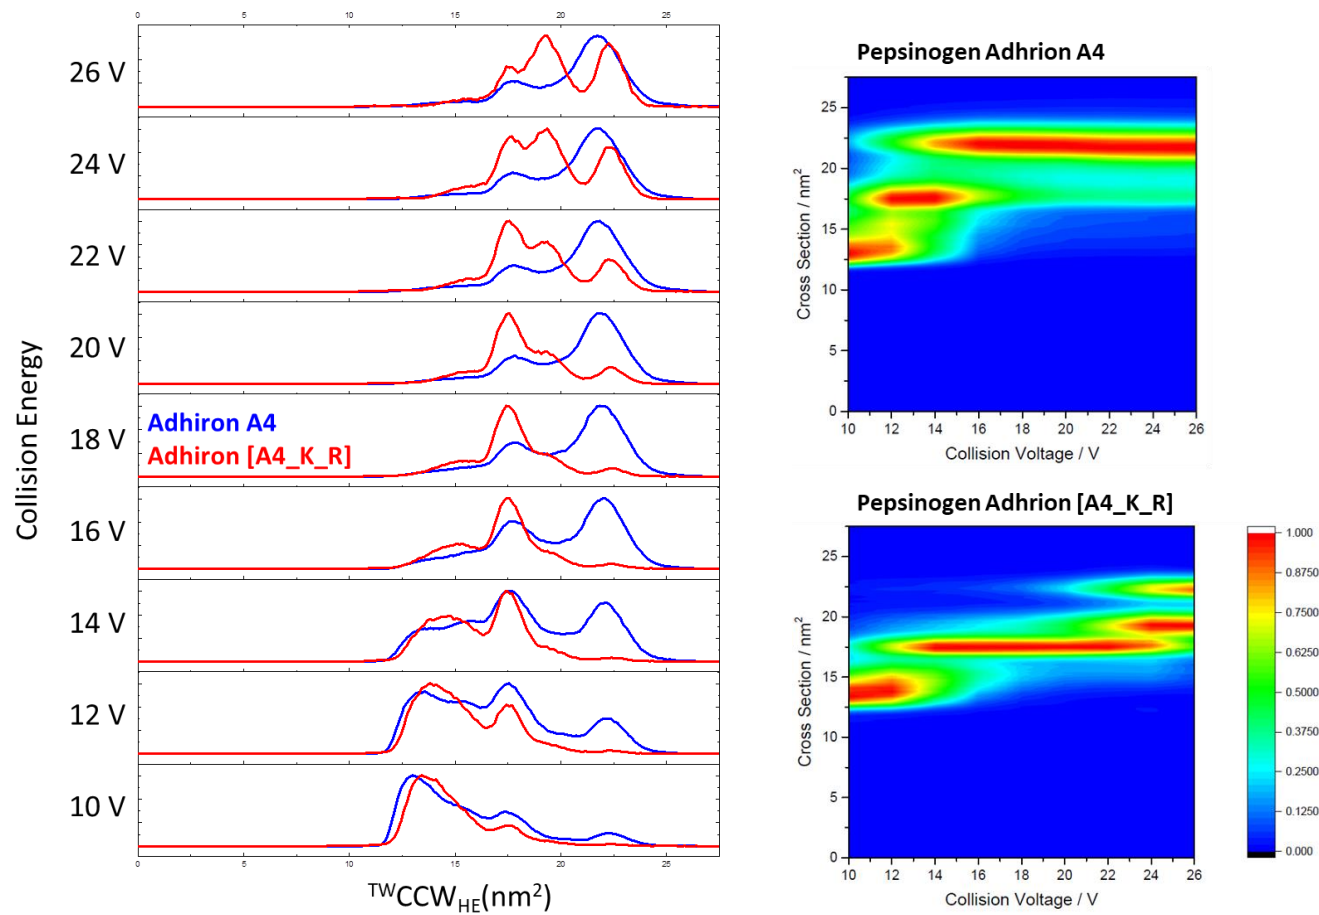 0 5 10 15 20 25
26 V
24 V
22 V
20 V
18 V
16 V
14 V
12 V
10 V
Collision Energy
Adhiron A4
Adhiron [A4_K_R]
0 5 10 15 20 25
TWCCWHE(nm2)
Pepsinogen Adhrion A4
25
20
15
10
5
0
Cross Section / nm2
10 12 14 16 18 20 22 24 26
Collision Voltage / V
Pepsinogen Adhrion [A4_K_R]
25
20
15
10
5
0
Cross Section / nm2
10 12 14 16 18 20 22 24 26
Collision Voltage / V
1.000
0.8750
0.7500
0.6250
0.5000
0.3750
0.2500
0.1250
0.000